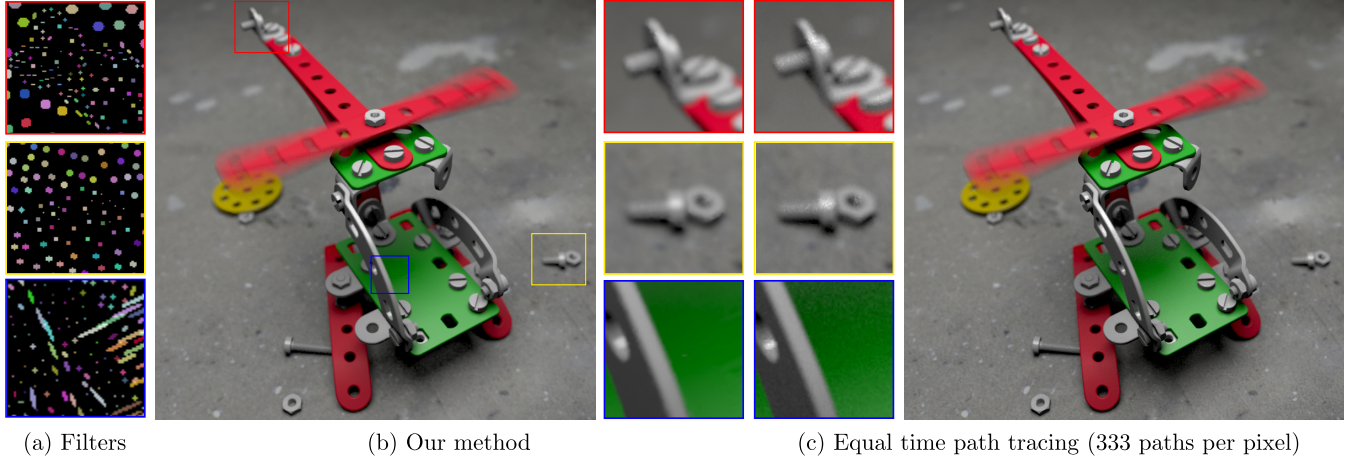 (a) Filters
(b) Our method
(c) Equal time path tracing (333 paths per pixel)